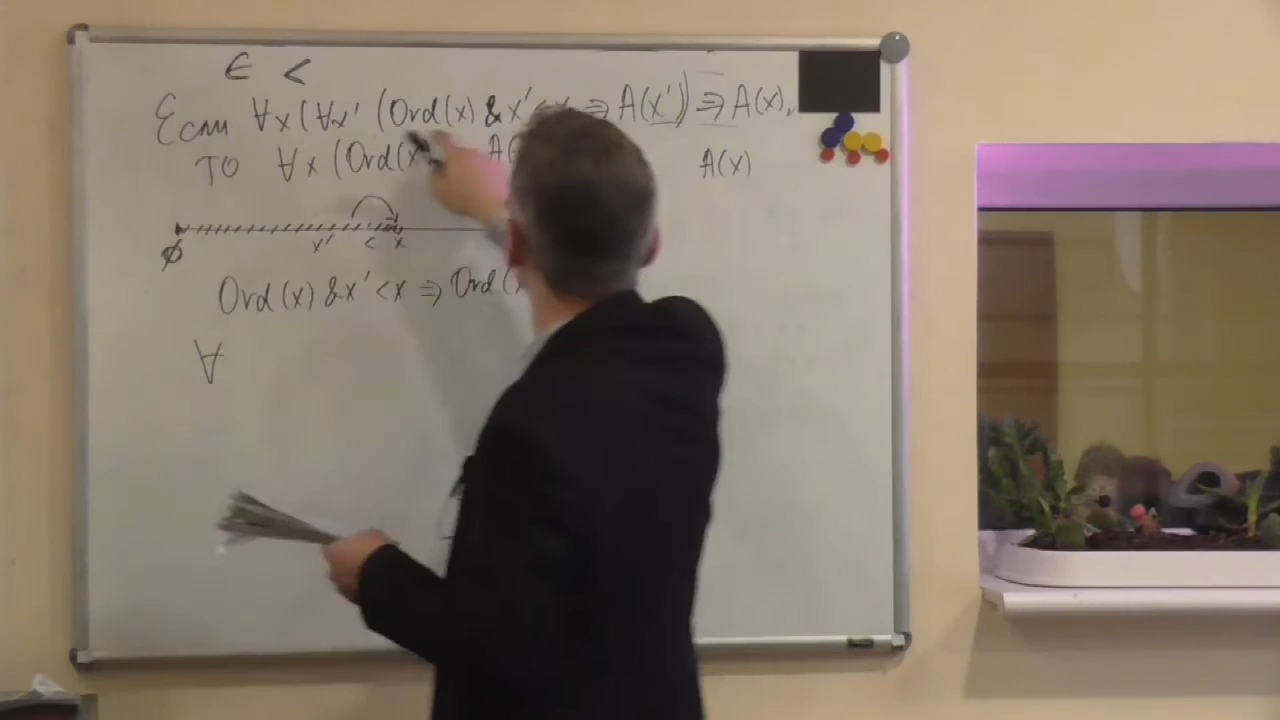 ∈ <
Если ∀x(∀x' (Ord(x) & x' < x ⇒ A(x')) ⇒ A(x),
ТО ∀x (Ord(x A( A(x)
∅ x' < x
Ord(x) & x' < x ⇒ Ord(
∀